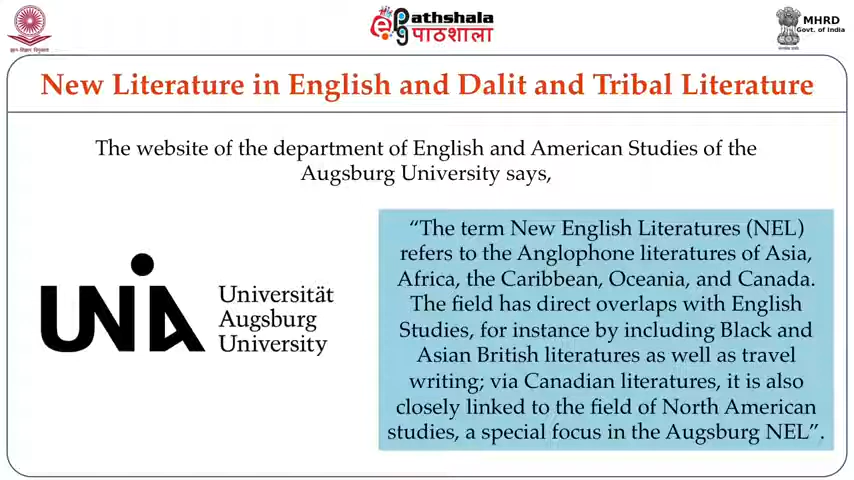 ePathshala
पाठशाला
MHRD
Govt. of India
New Literature in English and Dalit and Tribal Literature
The website of the department of English and American Studies of the
Augsburg University says,
UNIA
Universität
Augsburg
University
“The term New English Literatures (NEL)
refers to the Anglophone literatures of Asia,
Africa, the Caribbean, Oceania, and Canada.
The field has direct overlaps with English
Studies, for instance by including Black and
Asian British literatures as well as travel
writing; via Canadian literatures, it is also
closely linked to the field of North American
studies, a special focus in the Augsburg NEL”.